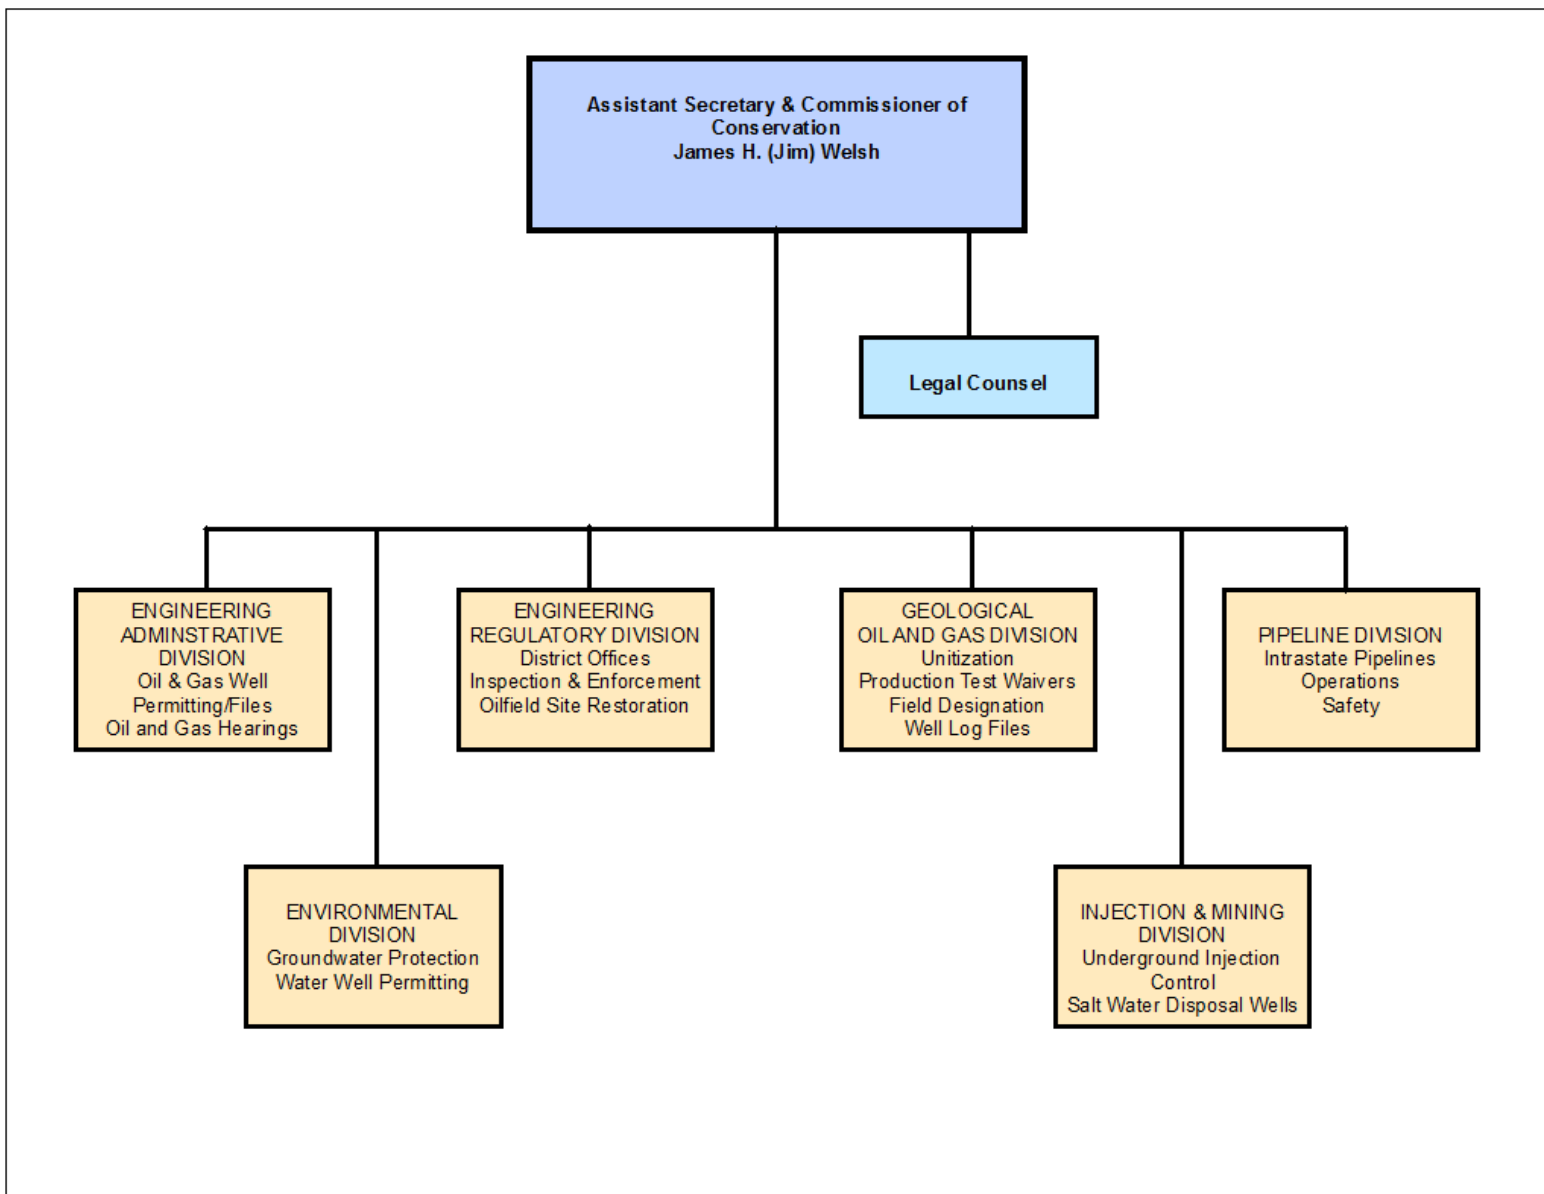 Assistant Secretary & Commissioner of
Conservation
James H. (Jim) Welsh
Legal Counsel
ENGINEERING
ADMINSTRATIVE
DIVISION
Oil & Gas Well
Permitting/Files
Oil and Gas Hearings
ENGINEERING
REGULATORY DIVISION
District Offices
Inspection & Enforcement
Oilfield Site Restoration
GEOLOGICAL
OIL AND GAS DIVISION
Unitization
Production Test Waivers
Field Designation
Well Log Files
PIPELINE DIVISION
Intrastate Pipelines
Operations
Safety
ENVIRONMENTAL
DIVISION
Groundwater Protection
Water Well Permitting
INJECTION & MINING
DIVISION
Underground Injection
Control
Salt Water Disposal Wells